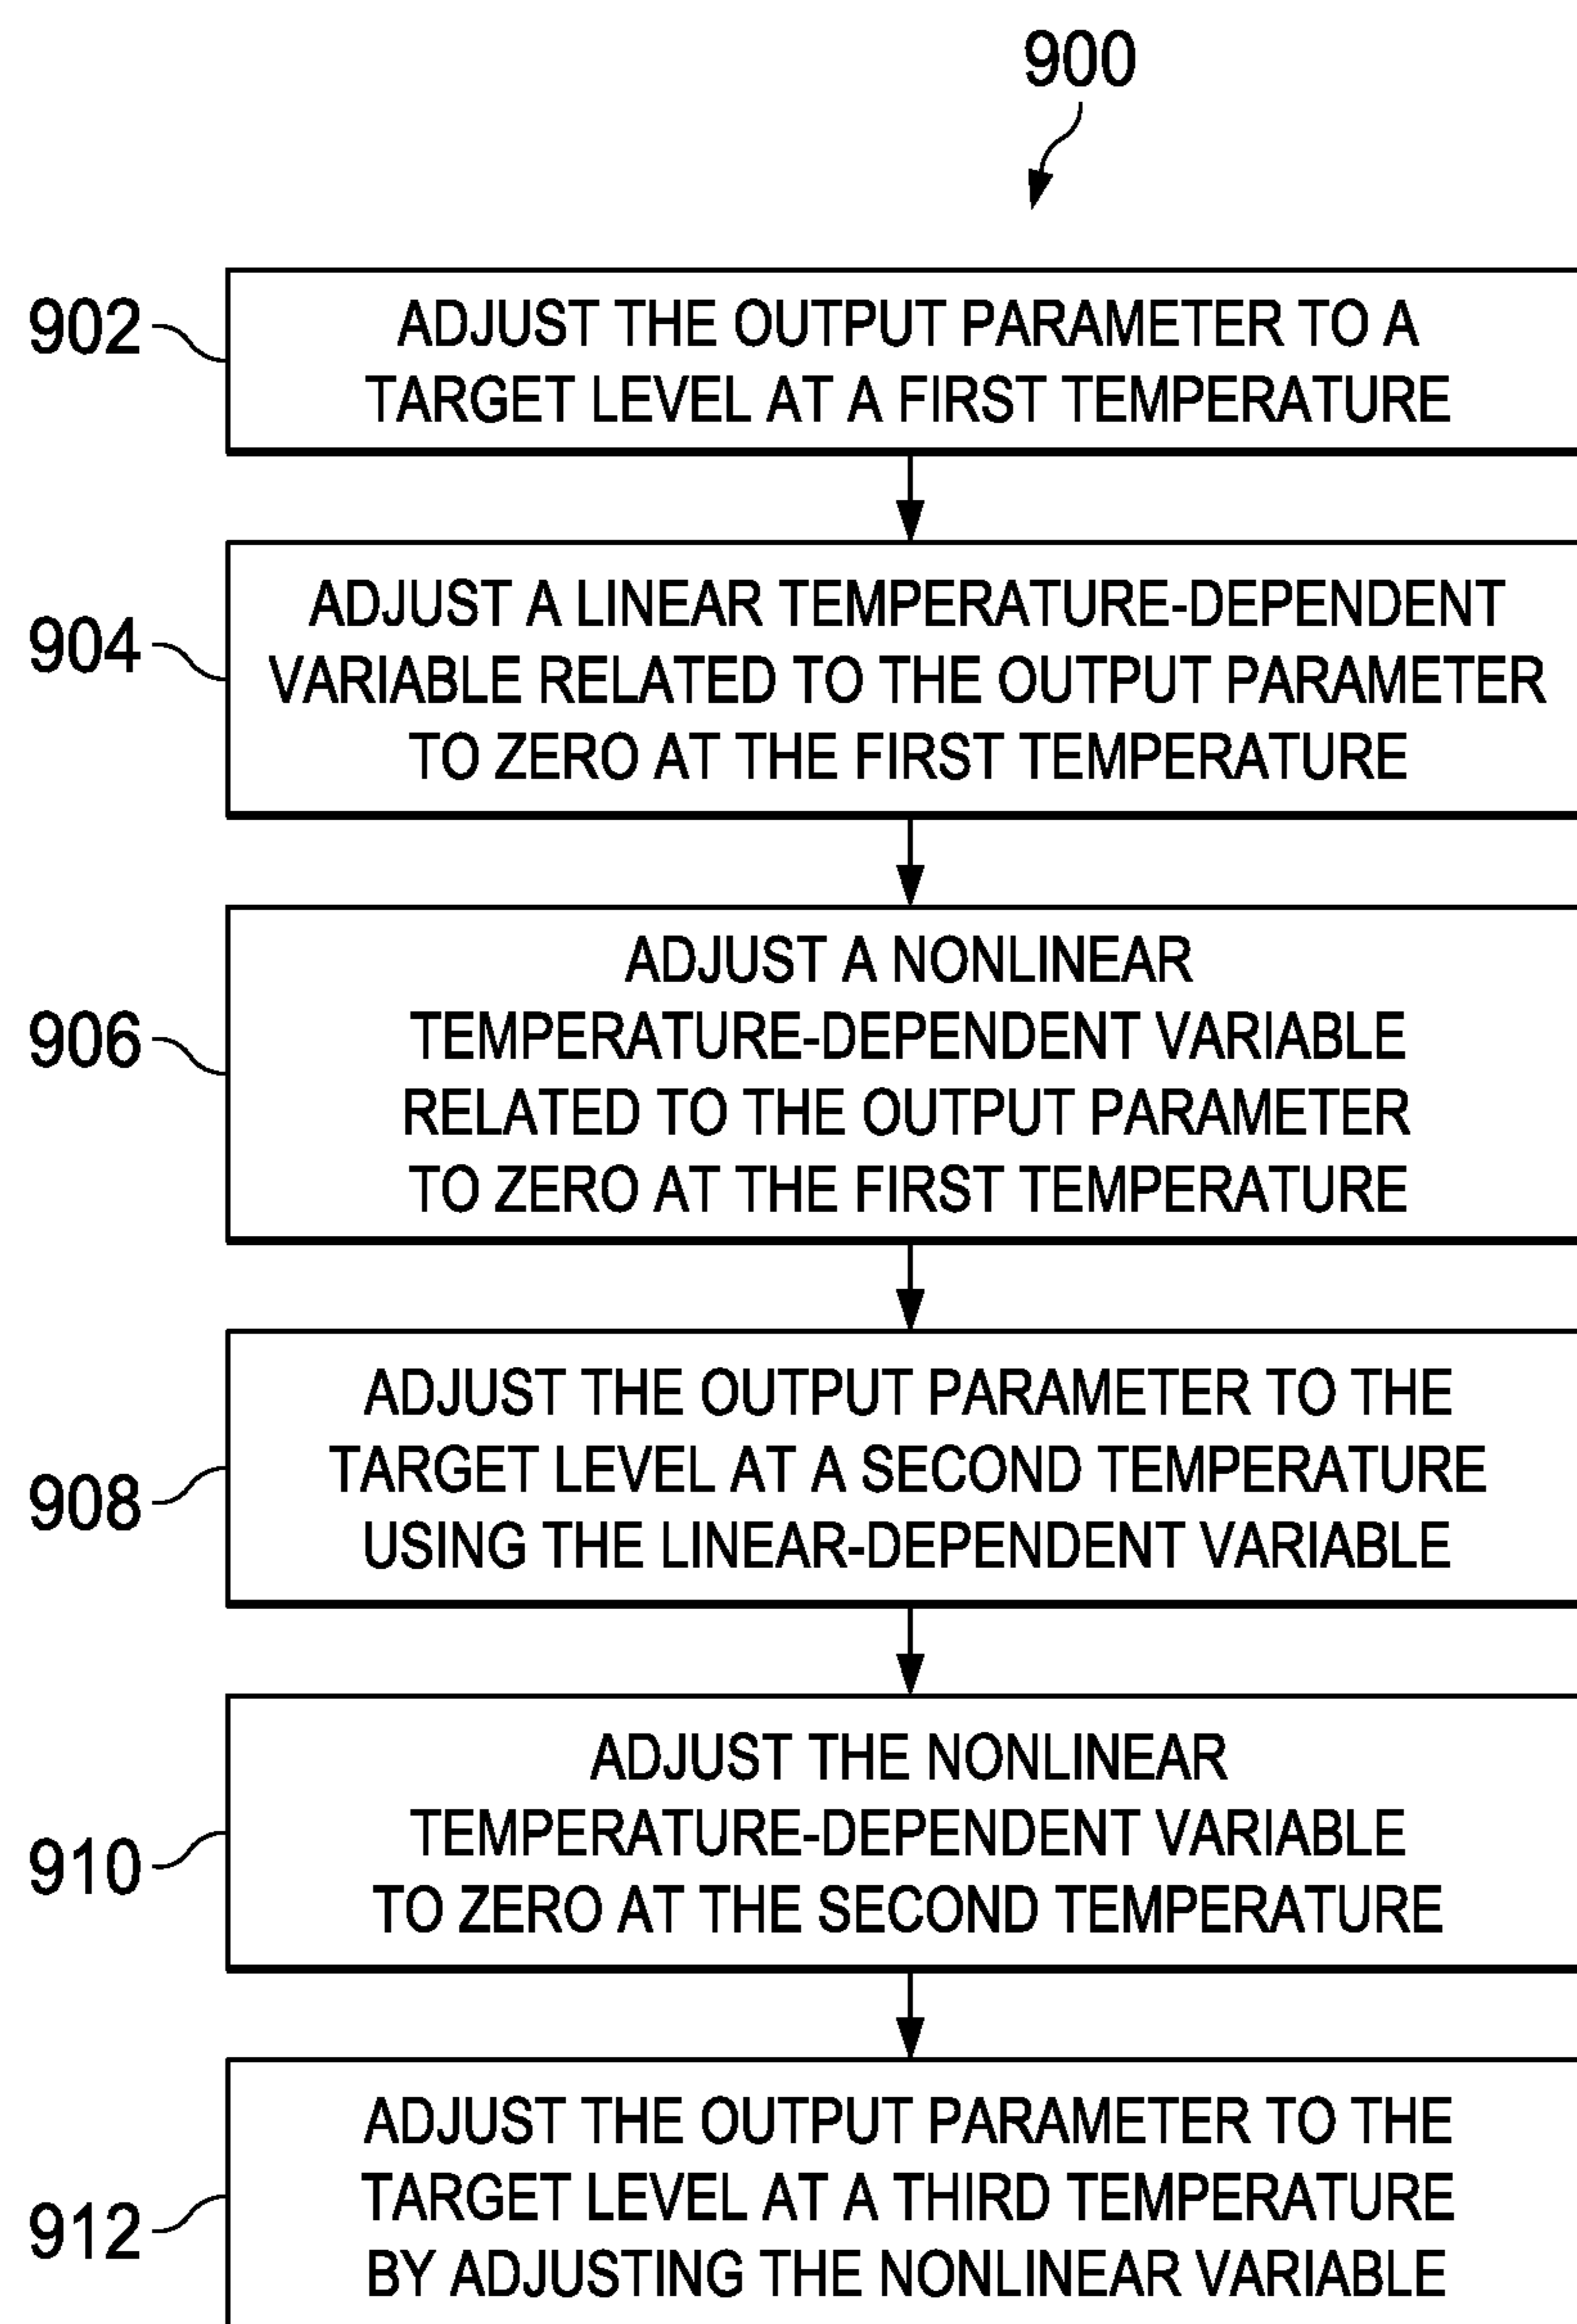 900
902
ADJUST THE OUTPUT PARAMETER TO A
TARGET LEVEL AT A FIRST TEMPERATURE
904
ADJUST A LINEAR TEMPERATURE-DEPENDENT
VARIABLE RELATED TO THE OUTPUT PARAMETER
TO ZERO AT THE FIRST TEMPERATURE
906
ADJUST A NONLINEAR
TEMPERATURE-DEPENDENT VARIABLE
RELATED TO THE OUTPUT PARAMETER
TO ZERO AT THE FIRST TEMPERATURE
908
ADJUST THE OUTPUT PARAMETER TO THE
TARGET LEVEL AT A SECOND TEMPERATURE
USING THE LINEAR-DEPENDENT VARIABLE
910
ADJUST THE NONLINEAR
TEMPERATURE-DEPENDENT VARIABLE
TO ZERO AT THE SECOND TEMPERATURE
912
ADJUST THE OUTPUT PARAMETER TO THE
TARGET LEVEL AT A THIRD TEMPERATURE
BY ADJUSTING THE NONLINEAR VARIABLE